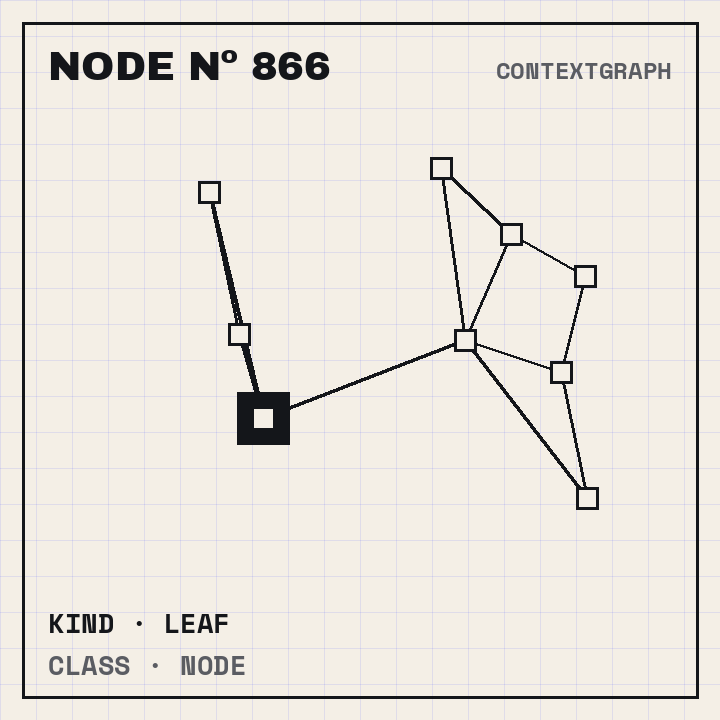 NODE Nº 866
CONTEXTGRAPH
KIND · LEAF
CLASS · NODE